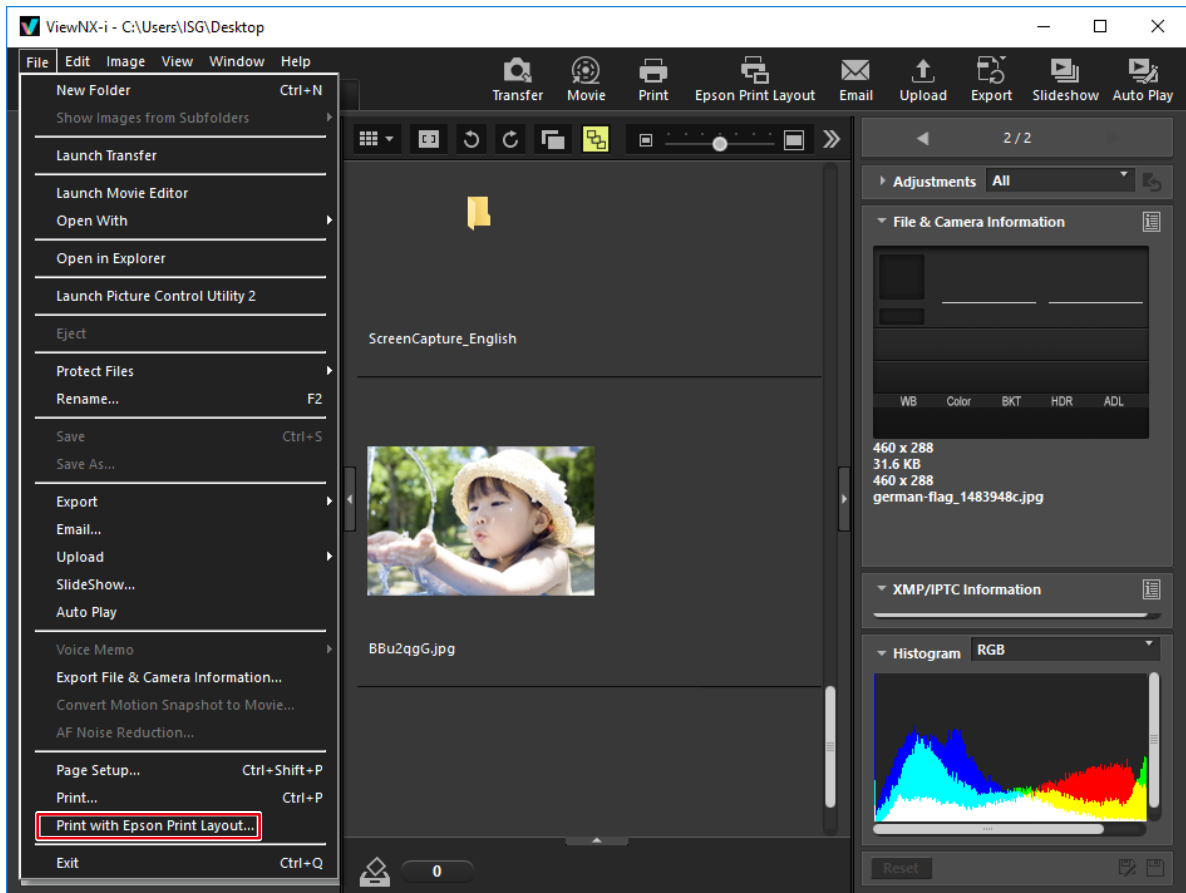 ViewNX-i - C:\Users\ISG\Desktop
File Edit Image View Window Help
Transfer Movie Print Epson Print Layout Email Upload Export Slideshow Auto Play
New Folder Ctrl+N
Show Images from Subfolders
Launch Transfer
Launch Movie Editor
Open With
Open in Explorer
Launch Picture Control Utility 2
Eject
Protect Files
Rename... F2
Save Ctrl+S
Save As...
Export
Email...
Upload
SlideShow...
Auto Play
Voice Memo
Export File & Camera Information...
Convert Motion Snapshot to Movie...
AF Noise Reduction...
Page Setup... Ctrl+Shift+P
Print... Ctrl+P
Print with Epson Print Layout...
Exit Ctrl+Q
ScreenCapture_English
BBu2qgG.jpg
0
2/2
Adjustments All
File & Camera Information
WB Color BKT HDR ADL
460 x 288
31.6 KB
460 x 288
german-flag_1483948c.jpg
XMP/IPTC Information
Histogram RGB
Reset